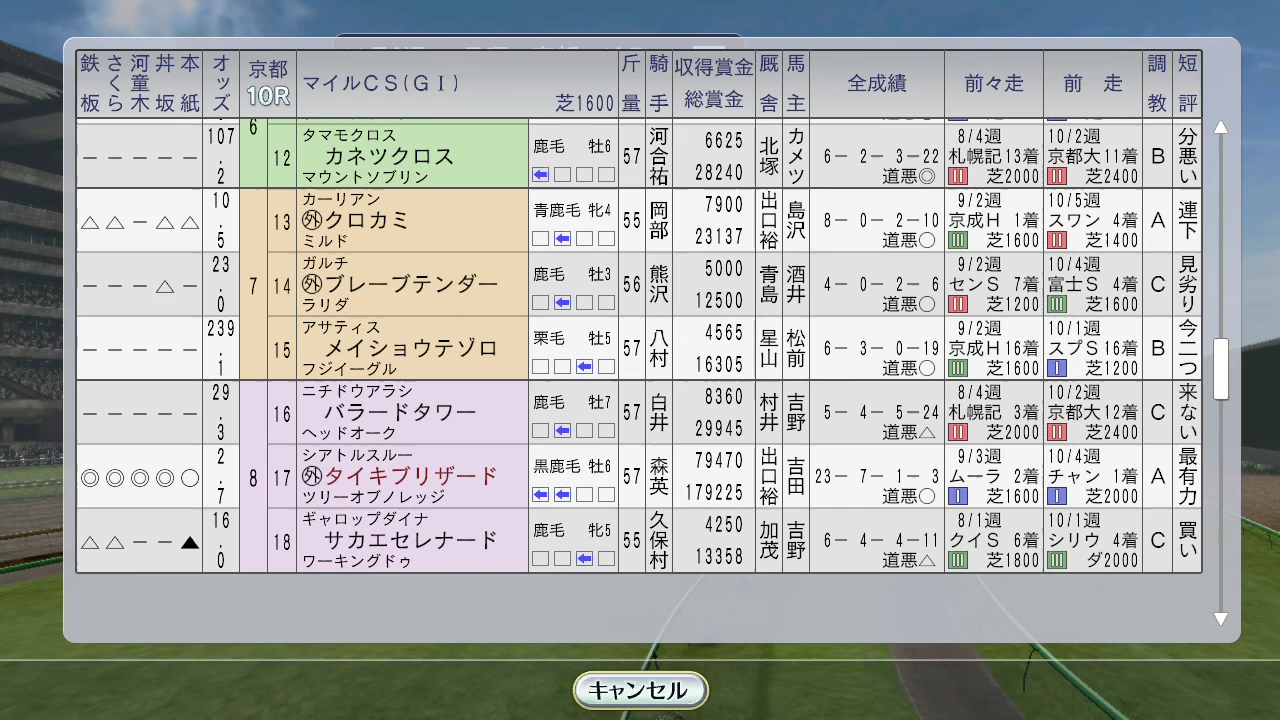 鉄板 さくら 河童木 丼坂 本紙 オッズ 京都 10R マイルCS(GⅠ) 芝1600 斤量 騎手 収得賞金 総賞金 厩舎 馬主 全成績 前々走 前 走 調教 短評
6
－ － － － － 107.2 12 タマモクロス 鹿毛 牡6 57 河合祐 6625 北塚 カメツ 6－ 2－ 3－22 8/4週 10/2週 B 分悪い
カネツクロス 札幌記13着 京都大11着
マウントソブリン 28240 道悪◎ Ⅱ 芝2000 Ⅱ 芝2400
△ △ － △ △ 10.5 13 カーリアン 青鹿毛 牝4 55 岡部 7900 出口裕 島沢 8－ 0－ 2－10 9/2週 10/5週 A 連下
外 クロカミ 京成H 1着 スワン 4着
ミルド 23137 道悪○ Ⅲ 芝1600 Ⅱ 芝1400
7
－ － － △ － 23.0 14 ガルチ 鹿毛 牡3 56 熊沢 5000 青島 酒井 4－ 0－ 2－ 6 9/2週 10/4週 C 見劣り
外 ブレーブテンダー センS 7着 富士S 4着
ラリダ 12500 道悪○ Ⅱ 芝1200 Ⅲ 芝1600
－ － － － － 239.1 15 アサティス 栗毛 牡5 57 八村 4565 星山 松前 6－ 3－ 0－19 9/2週 10/1週 B 今二つ
メイショウテゾロ 京成H16着 スプS16着
フジイーグル 16305 道悪○ Ⅲ 芝1600 Ⅰ 芝1200
－ － － － － 29.3 16 ニチドウアラシ 鹿毛 牡7 57 白井 8360 村井 吉野 5－ 4－ 5－24 8/4週 10/2週 C 来ない
バラードタワー 札幌記 3着 京都大12着
ヘッドオーク 29945 道悪△ Ⅱ 芝2000 Ⅱ 芝2400
8
◎ ◎ ◎ ◎ ○ 2.7 17 シアトルスルー 黒鹿毛 牡6 57 森英 79470 出口裕 吉田 23－ 7－ 1－ 3 9/3週 10/4週 A 最有力
外 タイキブリザード ムーラ 2着 チャン 1着
ツリーオブノレッジ 179225 道悪○ Ⅰ 芝1600 Ⅰ 芝2000
△ △ － － ▲ 16.0 18 ギャロップダイナ 鹿毛 牝5 55 久保村 4250 加茂 吉野 6－ 4－ 4－11 8/1週 10/1週 C 買い
サカエセレナード クイS 6着 シリウ 4着
ワーキングドゥ 13358 道悪△ Ⅲ 芝1800 Ⅲ ダ2000
キャンセル